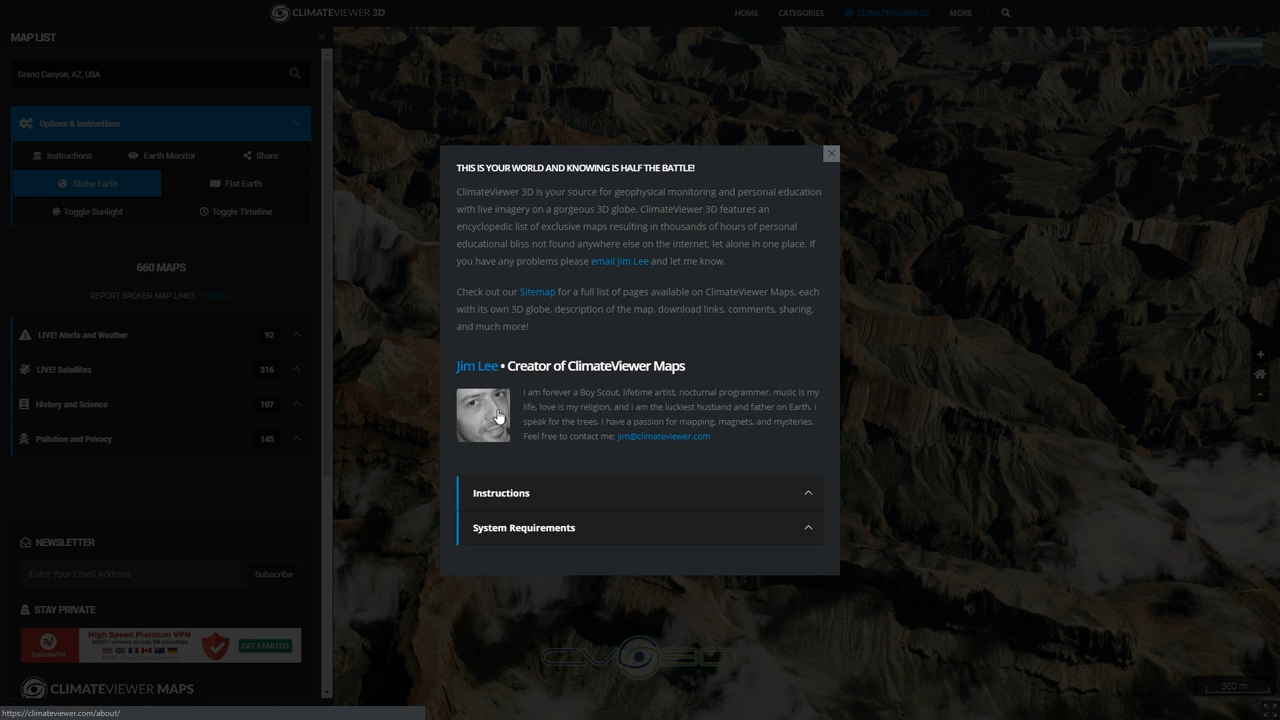 CLIMATEVIEWER 3D
HOME
CATEGORIES
CLIMATEVIEWER 3D
MORE
MAP LIST
Grand Canyon, AZ, USA
Options & Instructions
Instructions
Earth Monitor
Share
Globe Earth
Flat Earth
Toggle Sunlight
Toggle Timeline
660 MAPS
REPORT BROKEN MAP LINKS
LIVE! Alerts and Weather 92
LIVE! Satellites 316
History and Science 107
Pollution and Privacy 145
NEWSLETTER
Enter Your Email Address
Subscribe
STAY PRIVATE
ExpressVPN
High Speed Premium VPN
2000+ servers across 94 countries
GET STARTED
CLIMATEVIEWER MAPS
https://climateviewer.com/about/
THIS IS YOUR WORLD AND KNOWING IS HALF THE BATTLE!
ClimateViewer 3D is your source for geophysical monitoring and personal education
with live imagery on a gorgeous 3D globe. ClimateViewer 3D features an
encyclopedic list of exclusive maps resulting in thousands of hours of personal
educational bliss not found anywhere else on the internet, let alone in one place. If
you have any problems please email Jim Lee and let me know.
Check out our Sitemap for a full list of pages available on ClimateViewer Maps, each
with its own 3D globe, description of the map, download links, comments, sharing,
and much more!
Jim Lee • Creator of ClimateViewer Maps
I am forever a Boy Scout, lifetime artist, nocturnal programmer, music is my
life, love is my religion, and i am the luckiest husband and father on Earth. I
speak for the trees. I have a passion for mapping, magnets, and mysteries.
Feel free to contact me: jim@climateviewer.com
Instructions
System Requirements
300 m